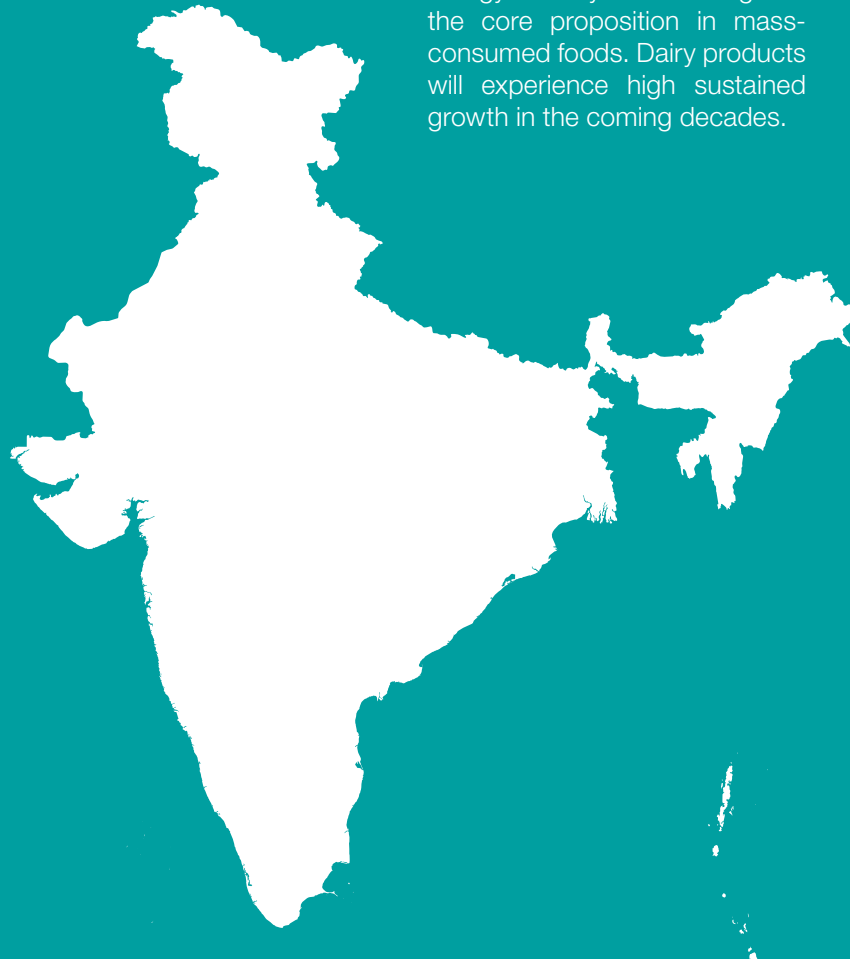 the core proposition in mass-
consumed foods. Dairy products
will experience high sustained
growth in the coming decades.